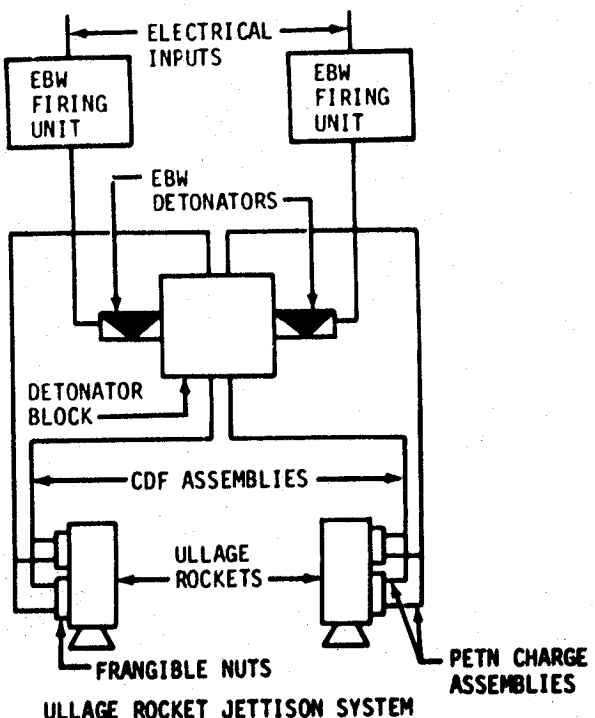 ELECTRICAL
INPUTS
EBW
FIRING
UNIT
EBW
FIRING
UNIT
EBW
DETONATORS
DETONATOR
BLOCK
CDF ASSEMBLIES
ULLAGE
ROCKETS
FRANGIBLE NUTS
PETN CHARGE
ASSEMBLIES
ULLAGE ROCKET JETTISON SYSTEM